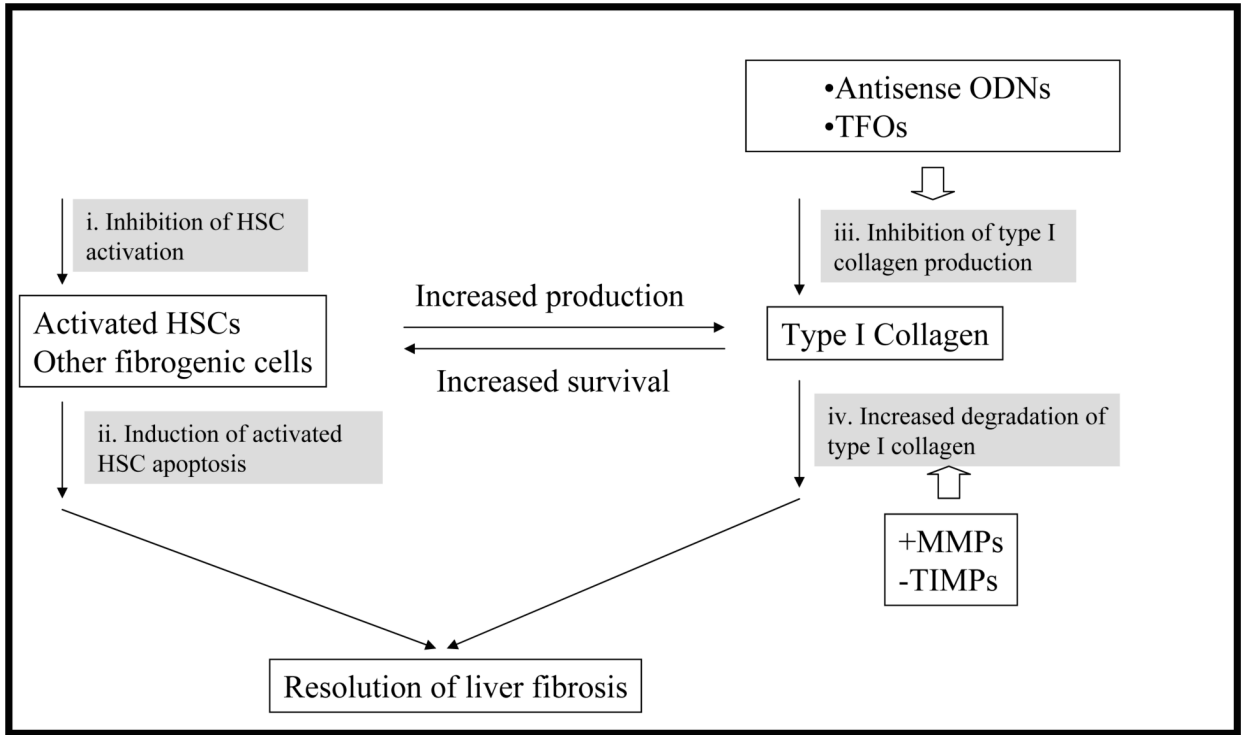 •Antisense ODNs
•TFOs
i. Inhibition of HSC
activation
iii. Inhibition of type I
collagen production
Increased production
Activated HSCs
Other fibrogenic cells
Type I Collagen
Increased survival
ii. Induction of activated
HSC apoptosis
iv. Increased degradation of
type I collagen
+MMPs
-TIMPs
Resolution of liver fibrosis